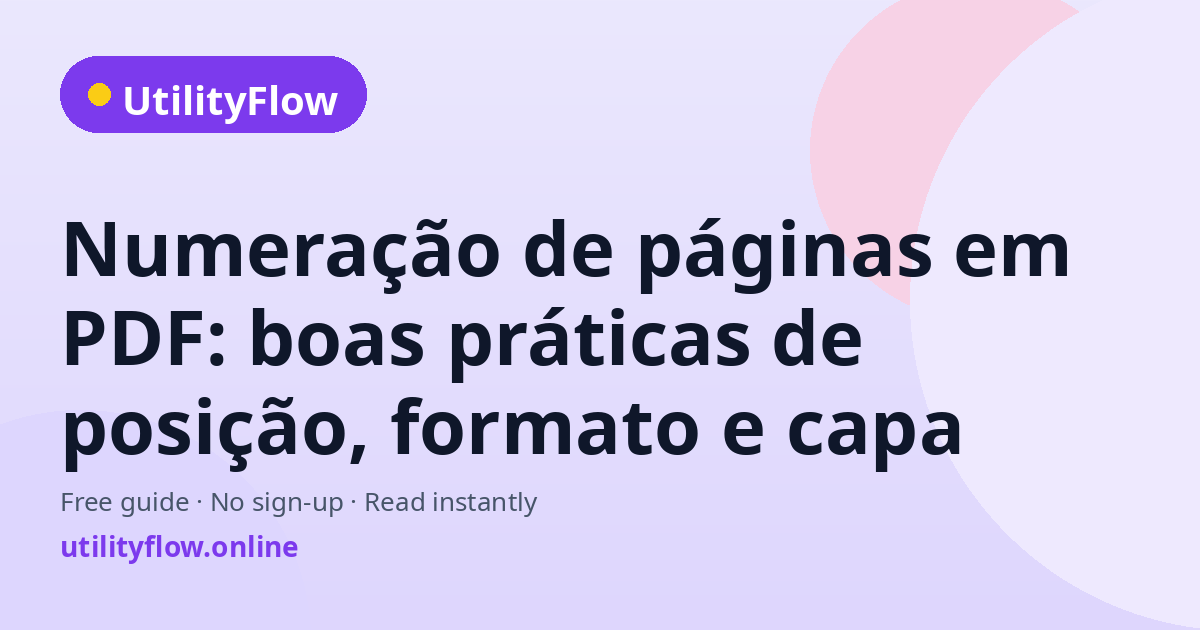 UtilityFlow
Numeração de páginas em
PDF: boas práticas de
posição, formato e capa
Free guide · No sign-up · Read instantly
utilityflow.online